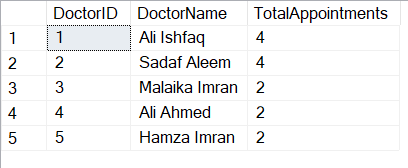 DoctorID DoctorName TotalAppointments
1 1 Ali Ishfaq 4
2 2 Sadaf Aleem 4
3 3 Malaika Imran 2
4 4 Ali Ahmed 2
5 5 Hamza Imran 2